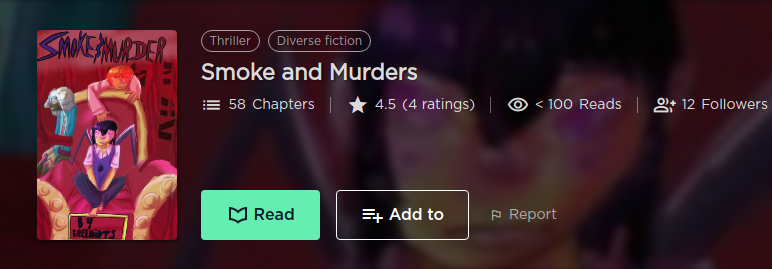 Thriller
Diverse fiction
Smoke and Murders
58 Chapters
4.5 (4 ratings)
< 100 Reads
12 Followers
Read
Add to
Report
SMOKE & MURDER
BY